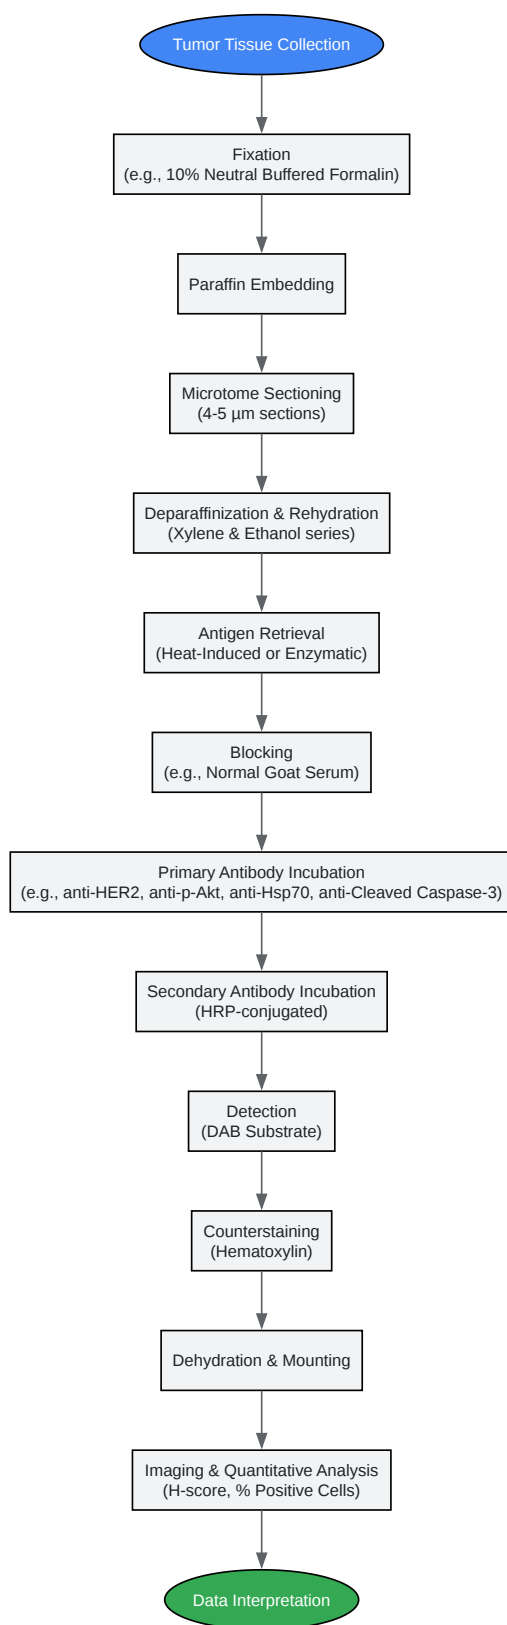 Tumor Tissue Collection
Fixation
(e.g., 10% Neutral Buffered Formalin)
Paraffin Embedding
Microtome Sectioning
(4-5 µm sections)
Deparaffinization & Rehydration
(Xylene & Ethanol series)
Antigen Retrieval
(Heat-Induced or Enzymatic)
Blocking
(e.g., Normal Goat Serum)
Primary Antibody Incubation
(e.g., anti-HER2, anti-p-Akt, anti-Hsp70, anti-Cleaved Caspase-3)
Secondary Antibody Incubation
(HRP-conjugated)
Detection
(DAB Substrate)
Counterstaining
(Hematoxylin)
Dehydration & Mounting
Imaging & Quantitative Analysis
(H-score, % Positive Cells)
Data Interpretation